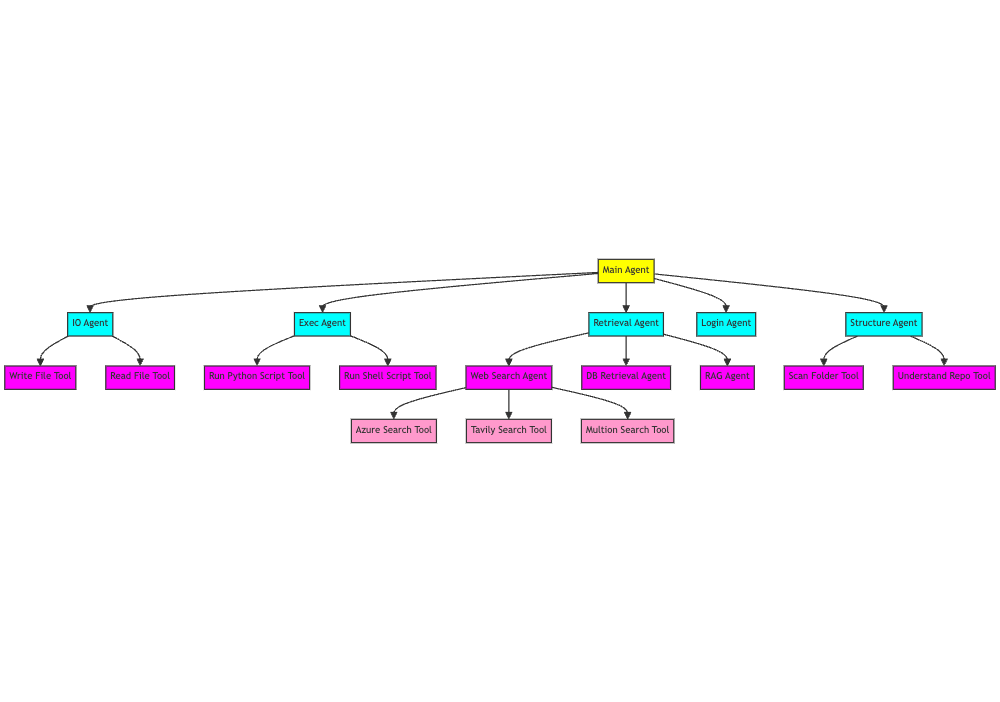 Main Agent
IO Agent
Exec Agent
Retrieval Agent
Login Agent
Structure Agent
Write File Tool
Read File Tool
Run Python Script Tool
Run Shell Script Tool
Web Search Agent
DB Retrieval Agent
RAG Agent
Scan Folder Tool
Understand Repo Tool
Azure Search Tool
Tavily Search Tool
Multion Search Tool